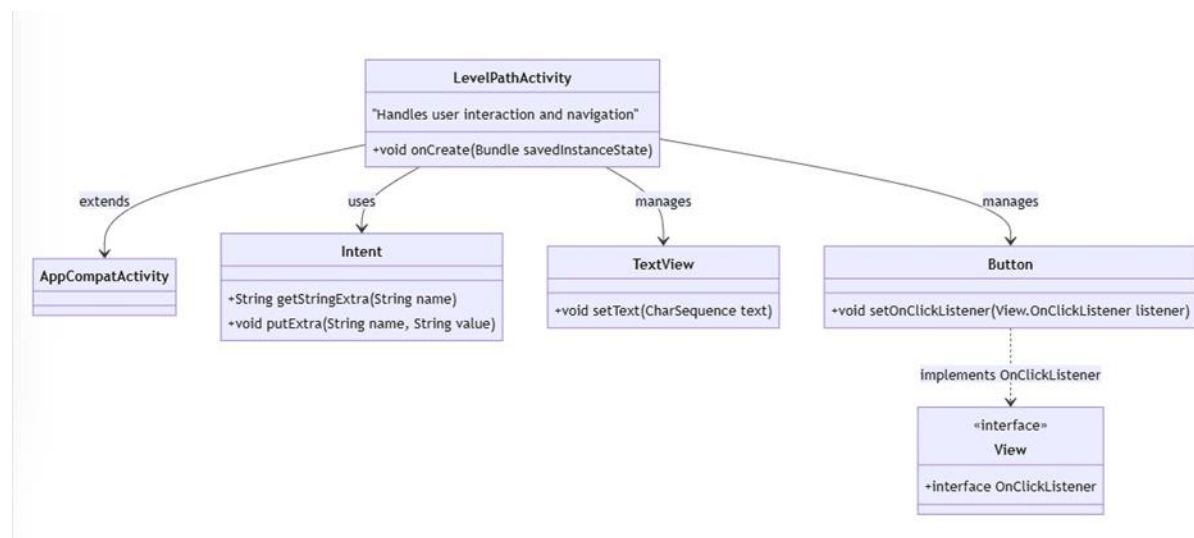 LevelPathActivity
"Handles user interaction and navigation"
+void onCreate(Bundle savedInstanceState)
extends
uses
manages
manages
AppCompatActivity
Intent
+String getStringExtra(String name)
+void putExtra(String name, String value)
TextView
+void setText(CharSequence text)
Button
+void setOnClickListener(View.OnClickListener listener)
implements OnClickListener
«interface»
View
+interface OnClickListener